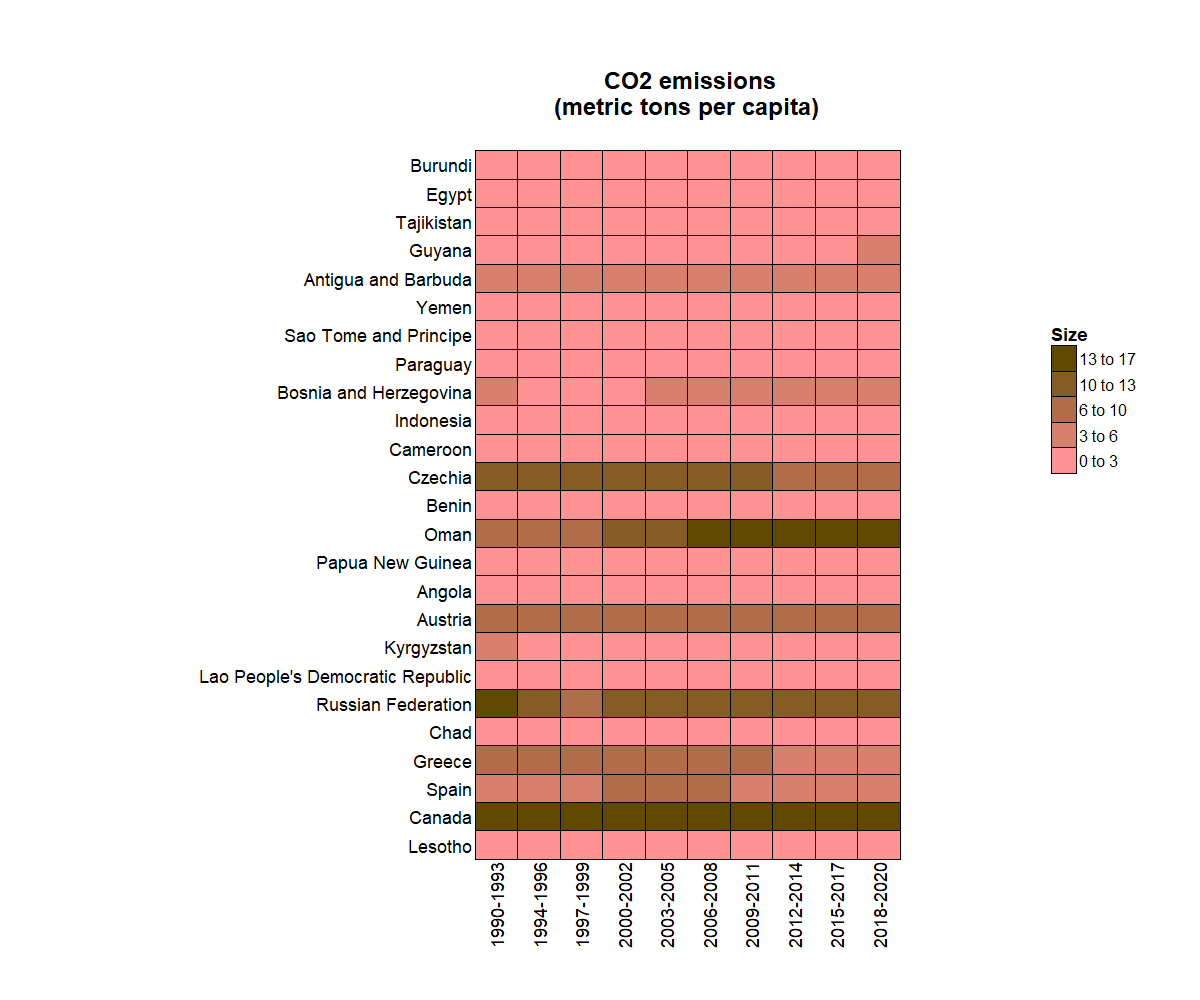 CO2 emissions
(metric tons per capita)
Burundi
Egypt
Tajikistan
Guyana
Antigua and Barbuda
Yemen
Sao Tome and Principe
Paraguay
Bosnia and Herzegovina
Indonesia
Cameroon
Czechia
Benin
Oman
Papua New Guinea
Angola
Austria
Kyrgyzstan
Lao People's Democratic Republic
Russian Federation
Chad
Greece
Spain
Canada
Lesotho
1990-1993
1994-1996
1997-1999
2000-2002
2003-2005
2006-2008
2009-2011
2012-2014
2015-2017
2018-2020
Size
13 to 17
10 to 13
6 to 10
3 to 6
0 to 3